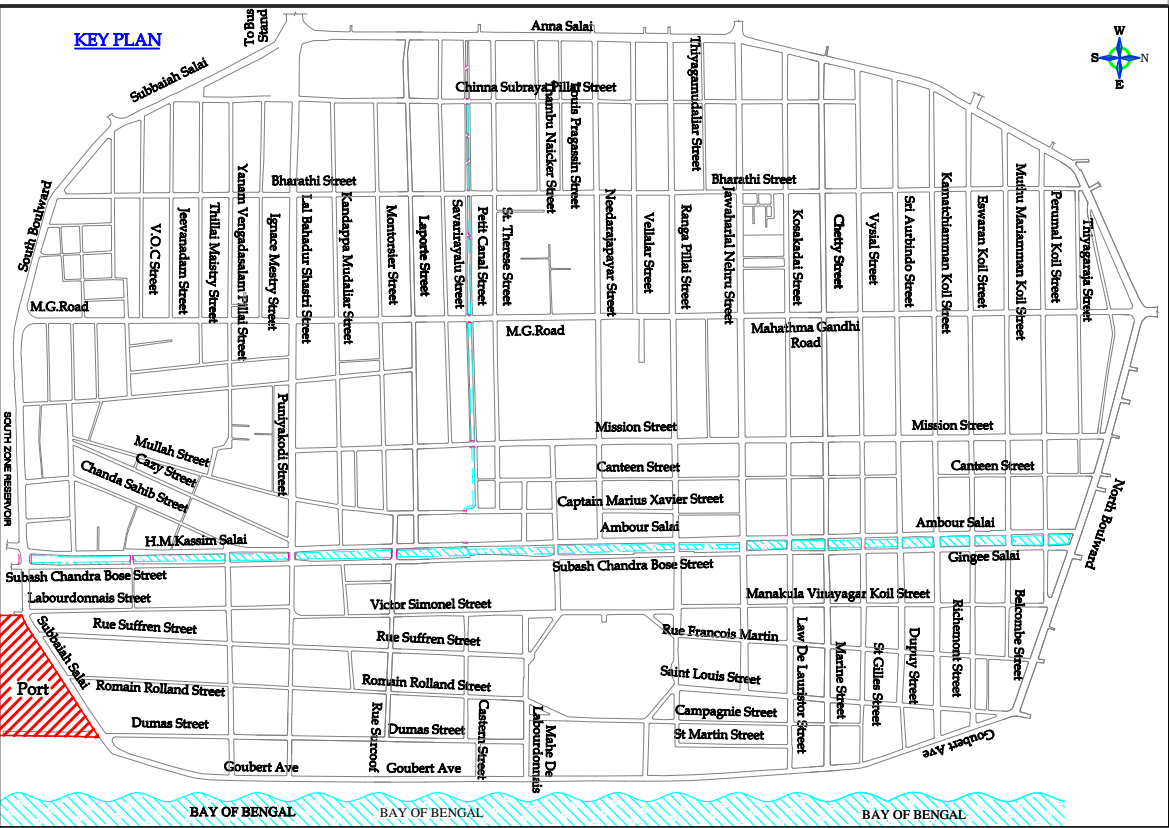 To Bus
Stand
Anna Salai
KEY PLAN
W
S
N
E
Subbaiah Salai
Chinna Subraya Pillai Street
Thambu Naicker Street
Louis Pragassin Street
Thiyagamudaliar Street
Bharathi Street
Bharathi Street
South Boulward
V.O.C Street
Jeevanadam Street
Thillai Maistry Street
Yanam Vengadasalam Pillai Street
Ignace Mestry Street
Lal Bahadur Shastri Street
Kandappa Mudaliar Street
Montorsier Street
Laporte Street
Savarirayalu Street
Petit Canal Street
St. Therese Street
Needarajapayar Street
Vellalar Street
Ranga Pillai Street
Jawaharlal Nehru Street
Kosakadai Street
Chetty Street
Vysial Street
Sri Aurbindo Street
Kamatchiamman Koil Street
Eswaran Koil Street
Muthu Mariamman Koil Street
Perumal Koil Street
Thiyagaraja Street
M.G.Road
M.G.Road
Mahathma Gandhi
Road
Puniyakodi Street
SOUTH ZONE RESERVOIR
Mullah Street
Cazy Street
Chanda Sahib Street
Mission Street
Mission Street
Canteen Street
Canteen Street
Captain Marius Xavier Street
Ambour Salai
Ambour Salai
North Boulward
H.M.Kassim Salai
Gingee Salai
Subash Chandra Bose Street
Subash Chandra Bose Street
Labourdonnais Street
Victor Simonel Street
Manakula Vinayagar Koil Street
Rue Suffren Street
Rue Suffren Street
Rue Francois Martin
Law De Lauristor Street
Marine Street
St Gilles Street
Dupuy Street
Richemont Street
Belcombe Street
Subbaiah Salai
Port
Romain Rolland Street
Romain Rolland Street
Saint Louis Street
Dumas Street
Rue Surcoof
Dumas Street
Castern Street
Mahe De
Labourdonnais
Campagnie Street
St Martin Street
Goubert Ave
Goubert Ave
Goubert Ave
BAY OF BENGAL
BAY OF BENGAL
BAY OF BENGAL